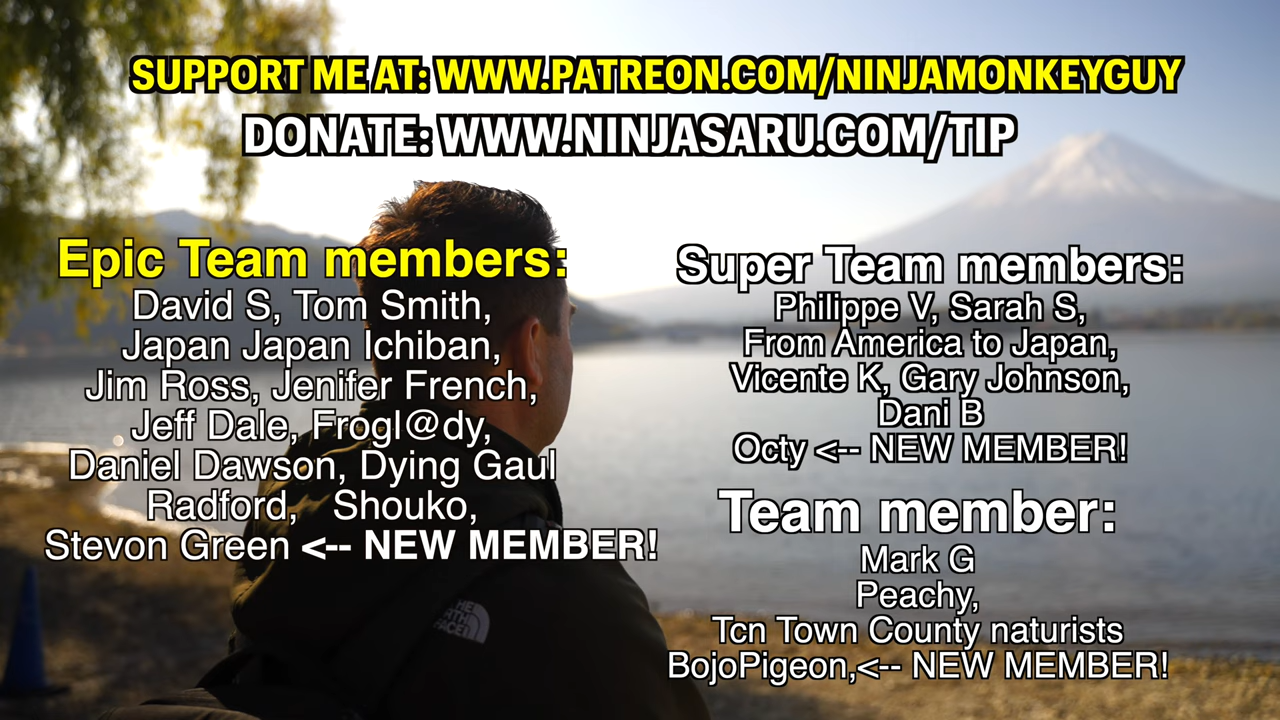 SUPPORT ME AT: WWW.PATREON.COM/NINJAMONKEYGUY
DONATE: WWW.NINJASARU.COM/TIP
Epic Team members:
David S, Tom Smith,
Japan Japan Ichiban,
Jim Ross, Jenifer French,
Jeff Dale, Frogl@dy,
Daniel Dawson, Dying Gaul
Radford, Shouko,
Stevon Green <-- NEW MEMBER!
Super Team members:
Philippe V, Sarah S,
From America to Japan,
Vicente K, Gary Johnson,
Dani B
Octy <-- NEW MEMBER!
Team member:
Mark G
Peachy,
Tcn Town County naturists
BojoPigeon,<-- NEW MEMBER!
THE
NORTH
FACE